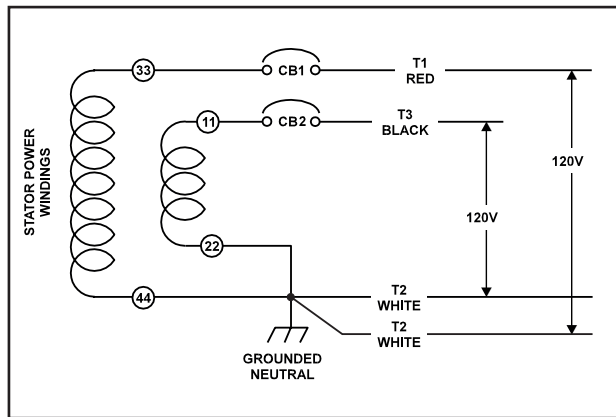 33
CB1
T1
RED
11
CB2
T3
BLACK
STATOR POWER
WINDINGS
120V
120V
22
44
T2
WHITE
T2
WHITE
GROUNDED
NEUTRAL